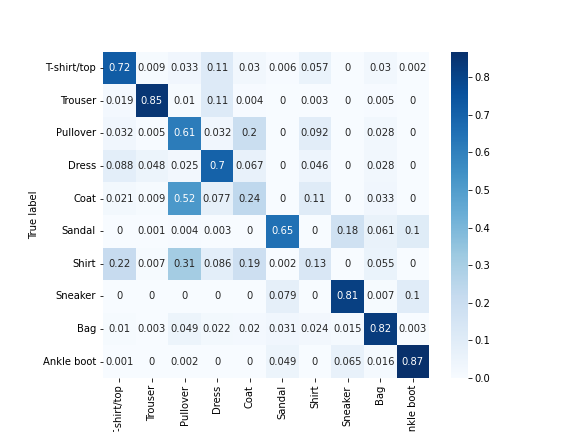 T-shirt/top 0.72 0.009 0.033 0.11 0.03 0.006 0.057 0 0.03 0.002
Trouser 0.019 0.85 0.01 0.11 0.004 0 0.003 0 0.005 0
Pullover 0.032 0.005 0.61 0.032 0.2 0 0.092 0 0.028 0
Dress 0.088 0.048 0.025 0.7 0.067 0 0.046 0 0.028 0
Coat 0.021 0.009 0.52 0.077 0.24 0 0.11 0 0.033 0
Sandal 0 0.001 0.004 0.003 0 0.65 0 0.18 0.061 0.1
Shirt 0.22 0.007 0.31 0.086 0.19 0.002 0.13 0 0.055 0
Sneaker 0 0 0 0 0 0.079 0 0.81 0.007 0.1
Bag 0.01 0.003 0.049 0.022 0.02 0.031 0.024 0.015 0.82 0.003
Ankle boot 0.001 0 0.002 0 0 0.049 0 0.065 0.016 0.87
True label
-shirt/top Trouser Pullover Dress Coat Sandal Shirt Sneaker Bag nkle boot
0.8
0.7
0.6
0.5
0.4
0.3
0.2
0.1
0.0